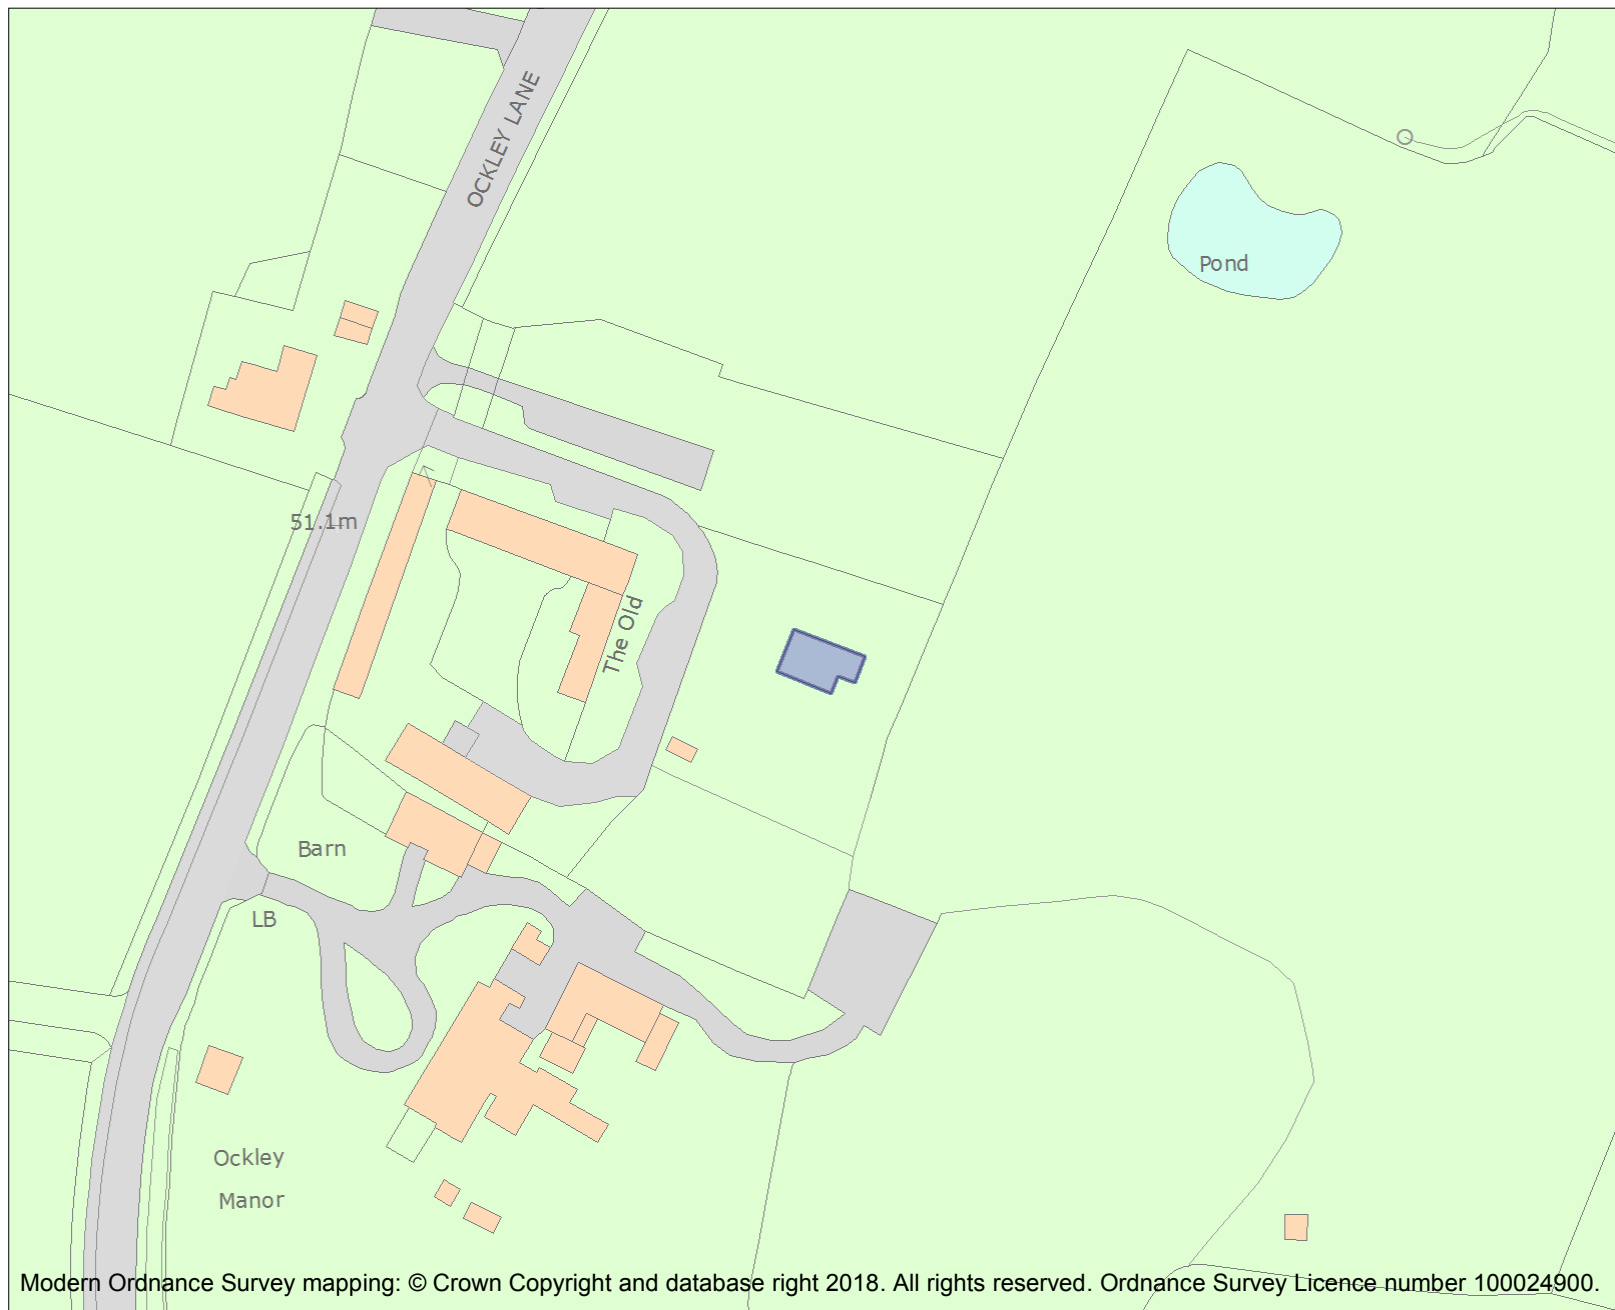 OCKLEY LANE
Pond
51.1m
The Old
Barn
LB
Ockley
Manor
Modern Ordnance Survey mapping: © Crown Copyright and database right 2018. All rights reserved. Ordnance Survey Licence number 100024900.